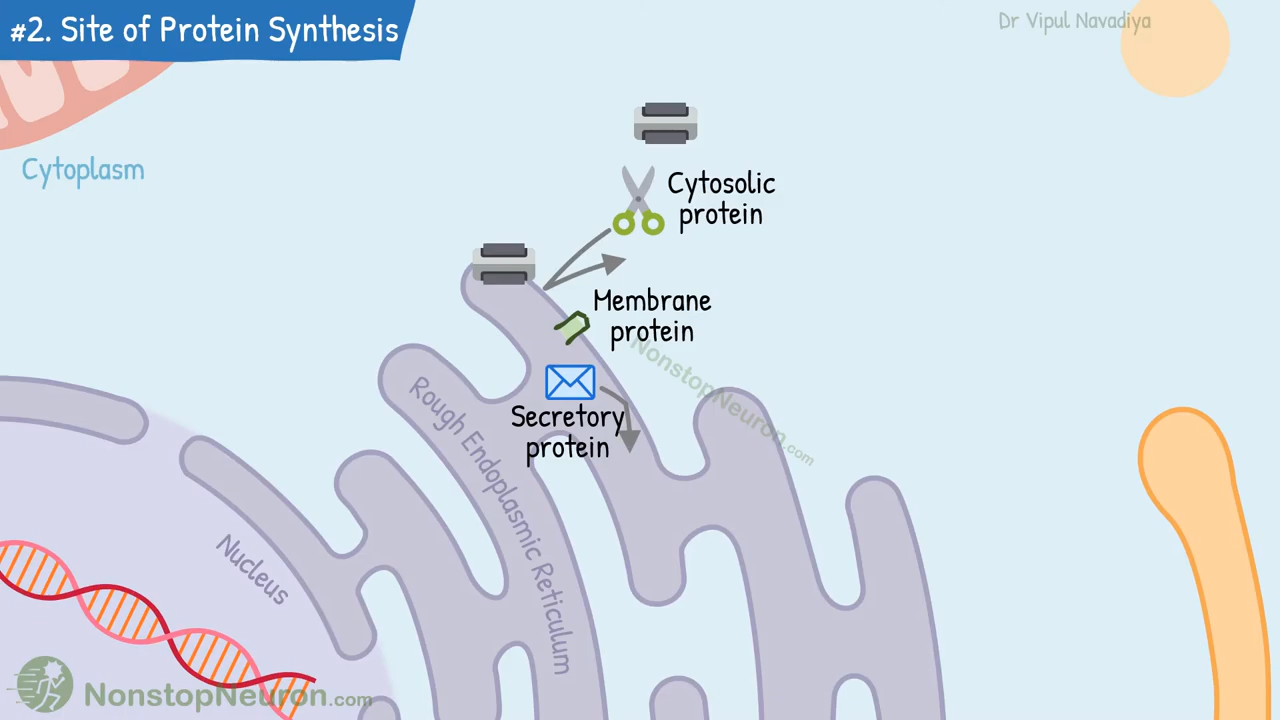 #2. Site of Protein Synthesis
Dr Vipul Navadiya
Cytoplasm
Cytosolic
protein
Membrane
protein
NonstopNeuron.com
Secretory
protein
Rough Endoplasmic Reticulum
Nucleus
NonstopNeuron.com